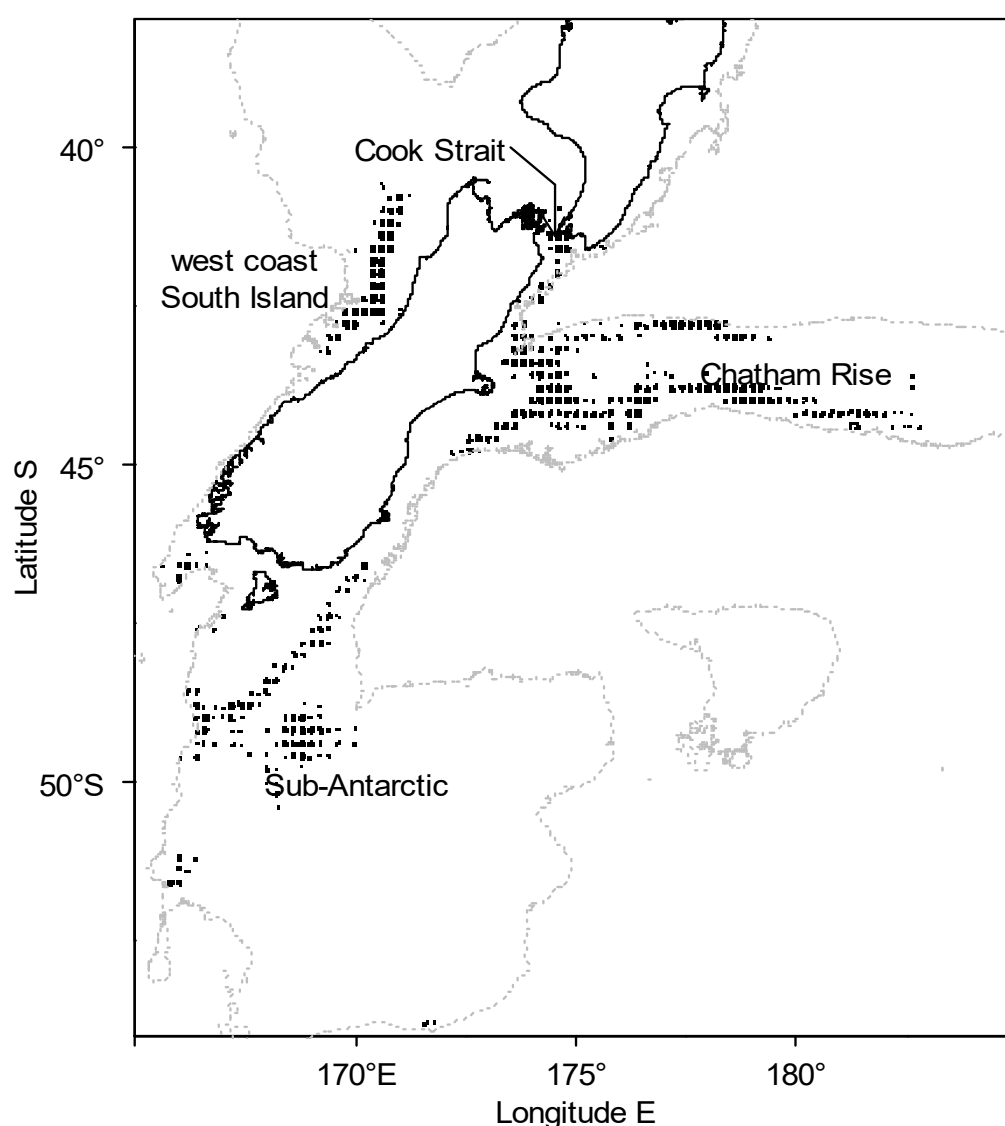 40°
Cook Strait
west coast
South Island
Chatham Rise
45°
Latitude S
Sub-Antarctic
50°S
170°E
175°
180°
Longitude E